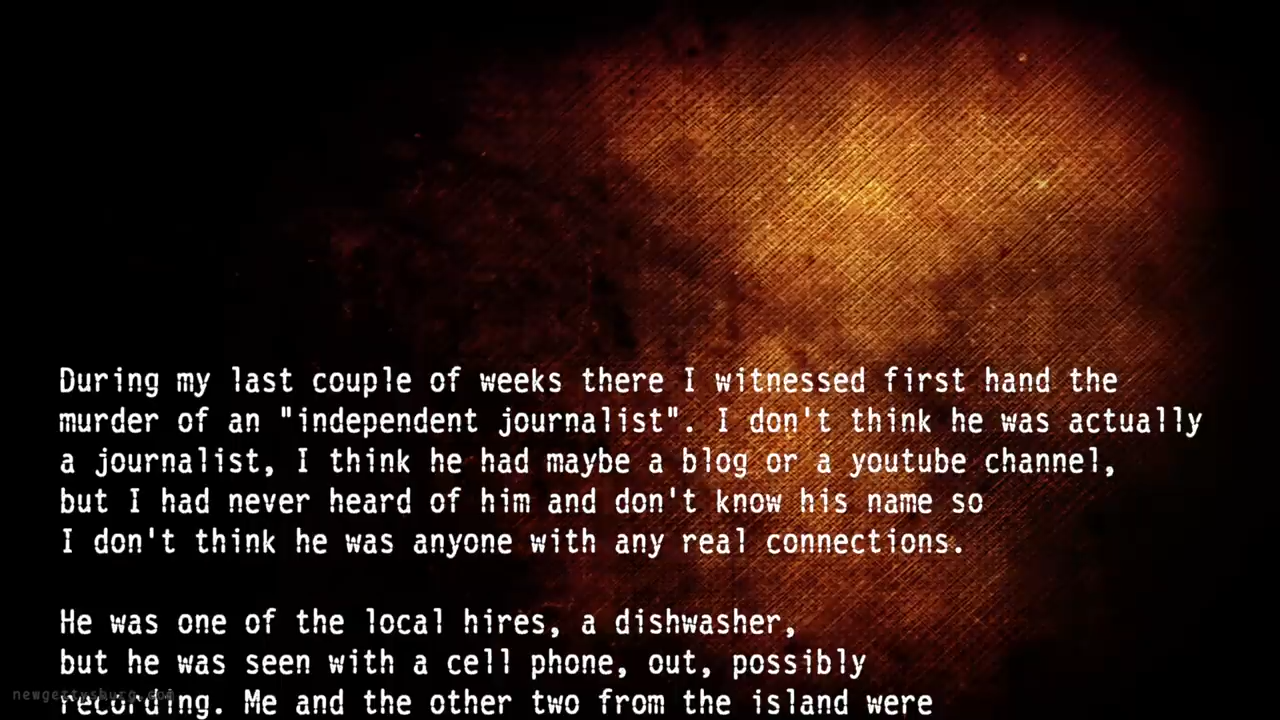 During my last couple of weeks there I witnessed first hand the
murder of an "independent journalist". I don't think he was actually
a journalist, I think he had maybe a blog or a youtube channel,
but I had never heard of him and don't know his name so
I don't think he was anyone with any real connections.
He was one of the local hires, a dishwasher,
but he was seen with a cell phone, out, possibly
recording. Me and the other two from the island were
newgettysburg.com